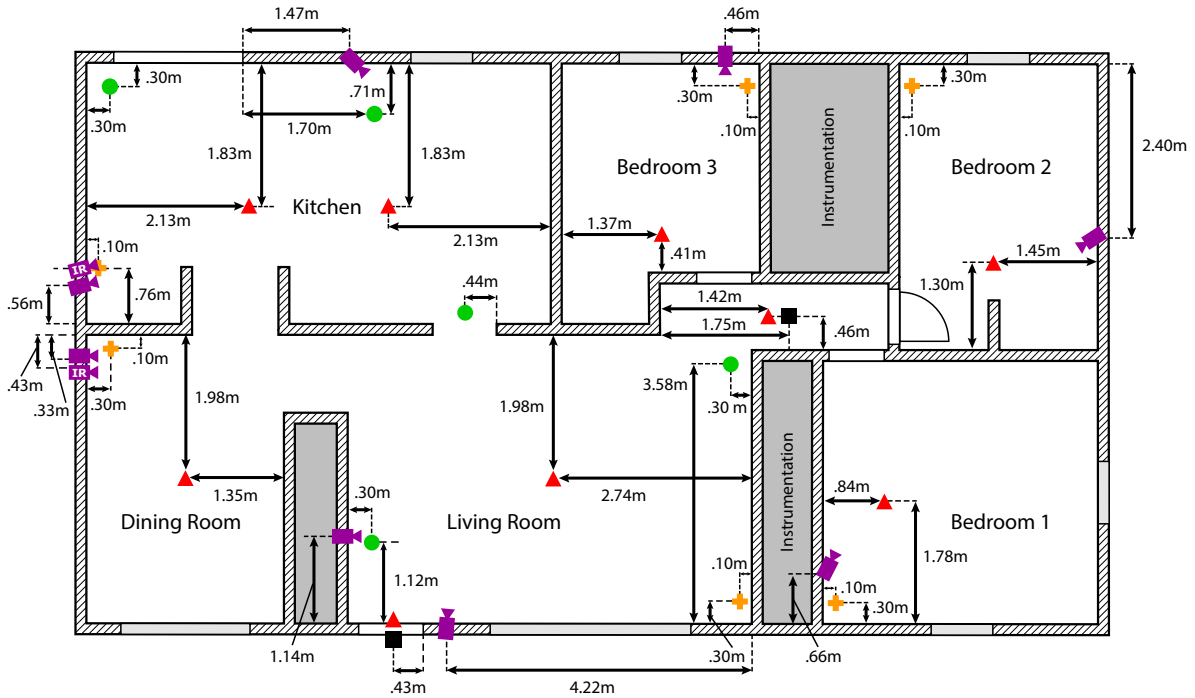 1.47m
.46m
.30m
.71m
.30m
.30m
.30m
1.70m
.10m
.10m
1.83m
1.83m
2.40m
Bedroom 3
Bedroom 2
Instrumentation
Kitchen
2.13m
2.13m
1.37m
.41m
1.45m
.10m
IR
.44m
1.30m
.76m
.56m
1.42m
1.75m
.46m
.10m
IR
.43m
.33m
.30m
1.98m
1.98m
3.58m
.30 m
1.35m
2.74m
.84m
.30m
Dining Room
Living Room
Instrumentation
Bedroom 1
1.78m
1.12m
.10m
.10m
.30m
1.14m
.30m
.66m
.43m
4.22m